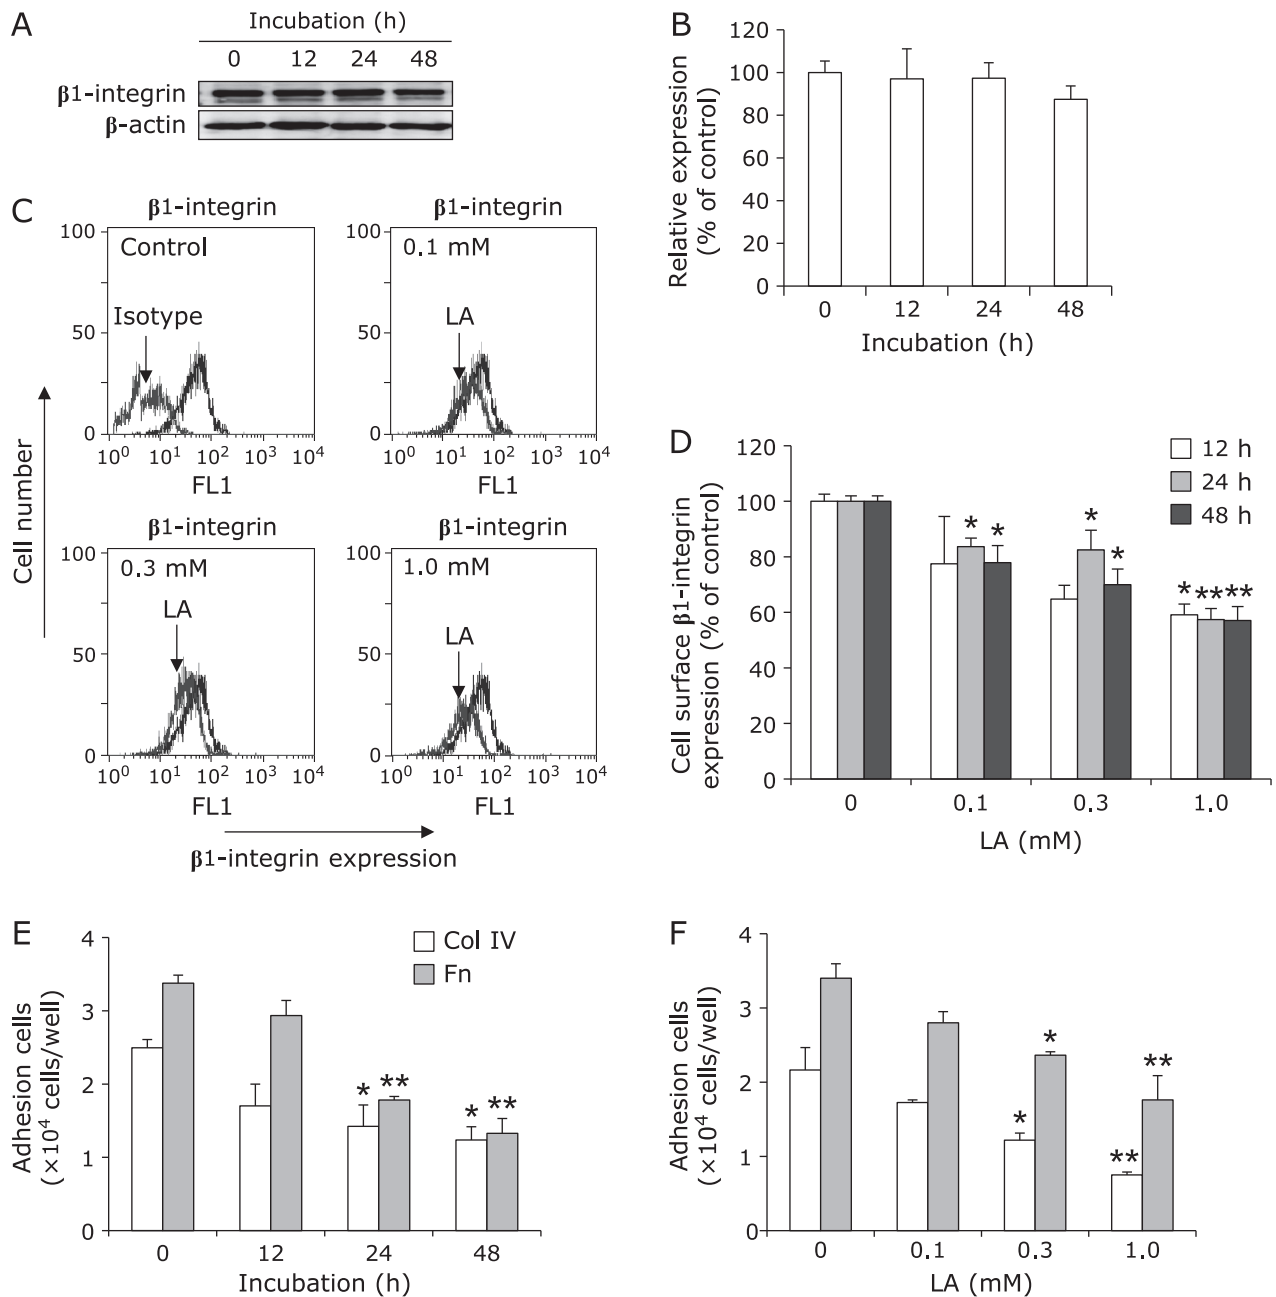 A
Incubation (h)
0 12 24 48
β1-integrin
β-actin
B
Relative expression
(% of control)
120
100
80
60
40
20
0
0 12 24 48
Incubation (h)
C
Cell number
β1-integrin
Control
Isotype
100
50
0
10⁰ 10¹ 10² 10³ 10⁴
FL1
β1-integrin
0.1 mM
LA
100
50
0
10⁰ 10¹ 10² 10³ 10⁴
FL1
β1-integrin
0.3 mM
LA
100
50
0
10⁰ 10¹ 10² 10³ 10⁴
FL1
β1-integrin
1.0 mM
LA
100
50
0
10⁰ 10¹ 10² 10³ 10⁴
FL1
β1-integrin expression
D
Cell surface β1-integrin
expression (% of control)
120
100
80
60
40
20
0
12 h
24 h
48 h
* * * * * ** **
0 0.1 0.3 1.0
LA (mM)
E
Adhesion cells
(×10⁴ cells/well)
4
3
2
1
0
Col IV
Fn
* ** * **
0 12 24 48
Incubation (h)
F
Adhesion cells
(×10⁴ cells/well)
4
3
2
1
0
* * ** **
0 0.1 0.3 1.0
LA (mM)